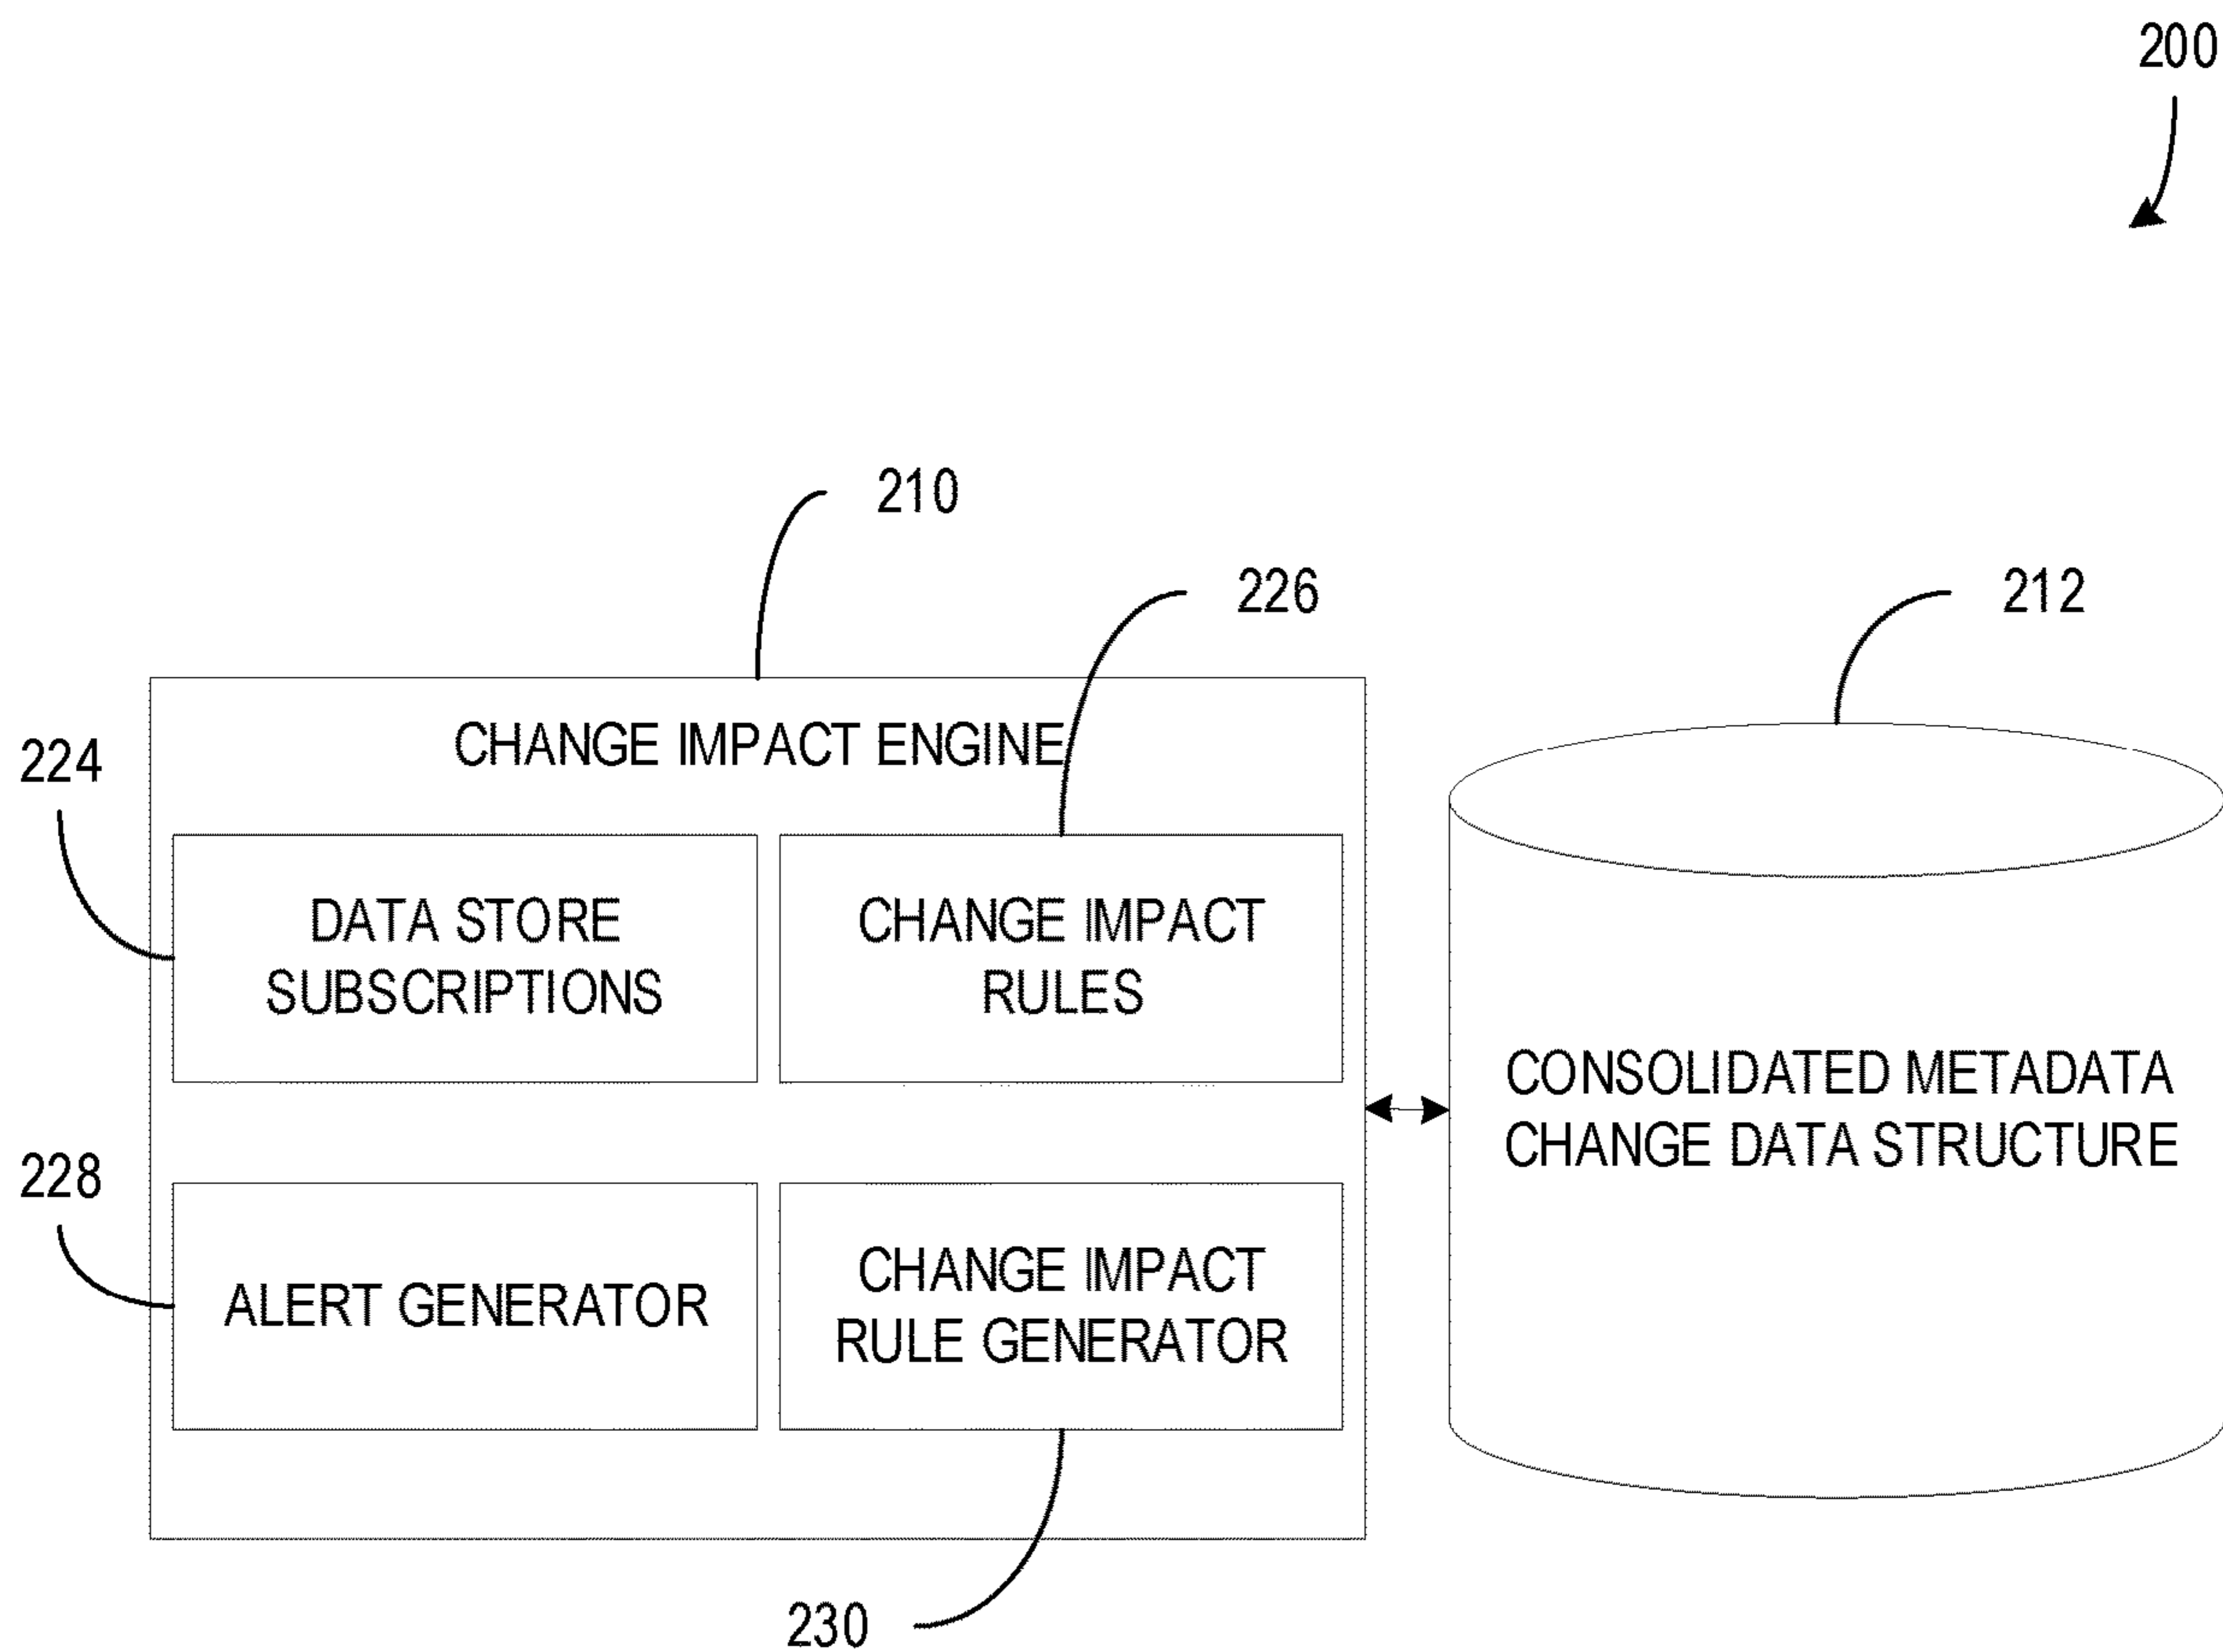 200
210
226
212
CHANGE IMPACT ENGINE
224
DATA STORE
SUBSCRIPTIONS
CHANGE IMPACT
RULES
CONSOLIDATED METADATA
CHANGE DATA STRUCTURE
228
ALERT GENERATOR
CHANGE IMPACT
RULE GENERATOR
230